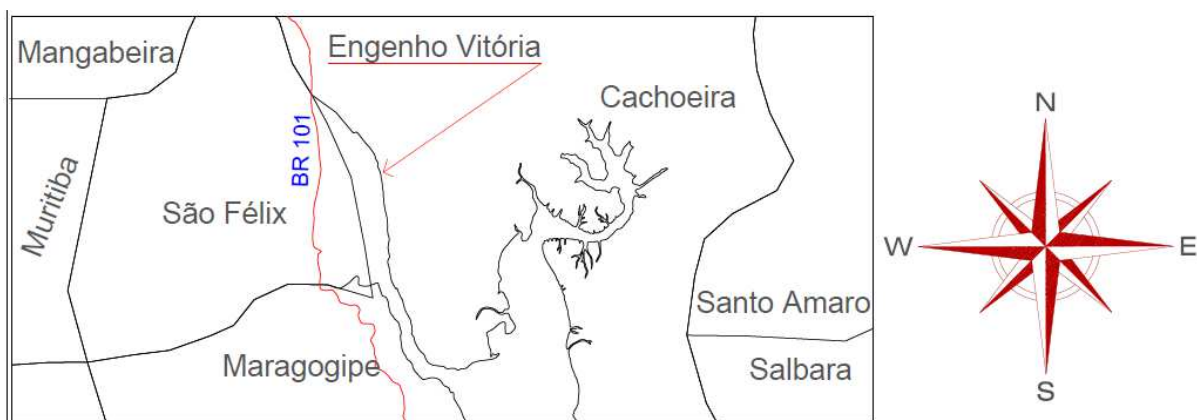 Mangabeira
Engenho Vitória
Cachoeira
BR 101
Muritiba
São Félix
Santo Amaro
Maragogipe
Salbara
N
W
E
S